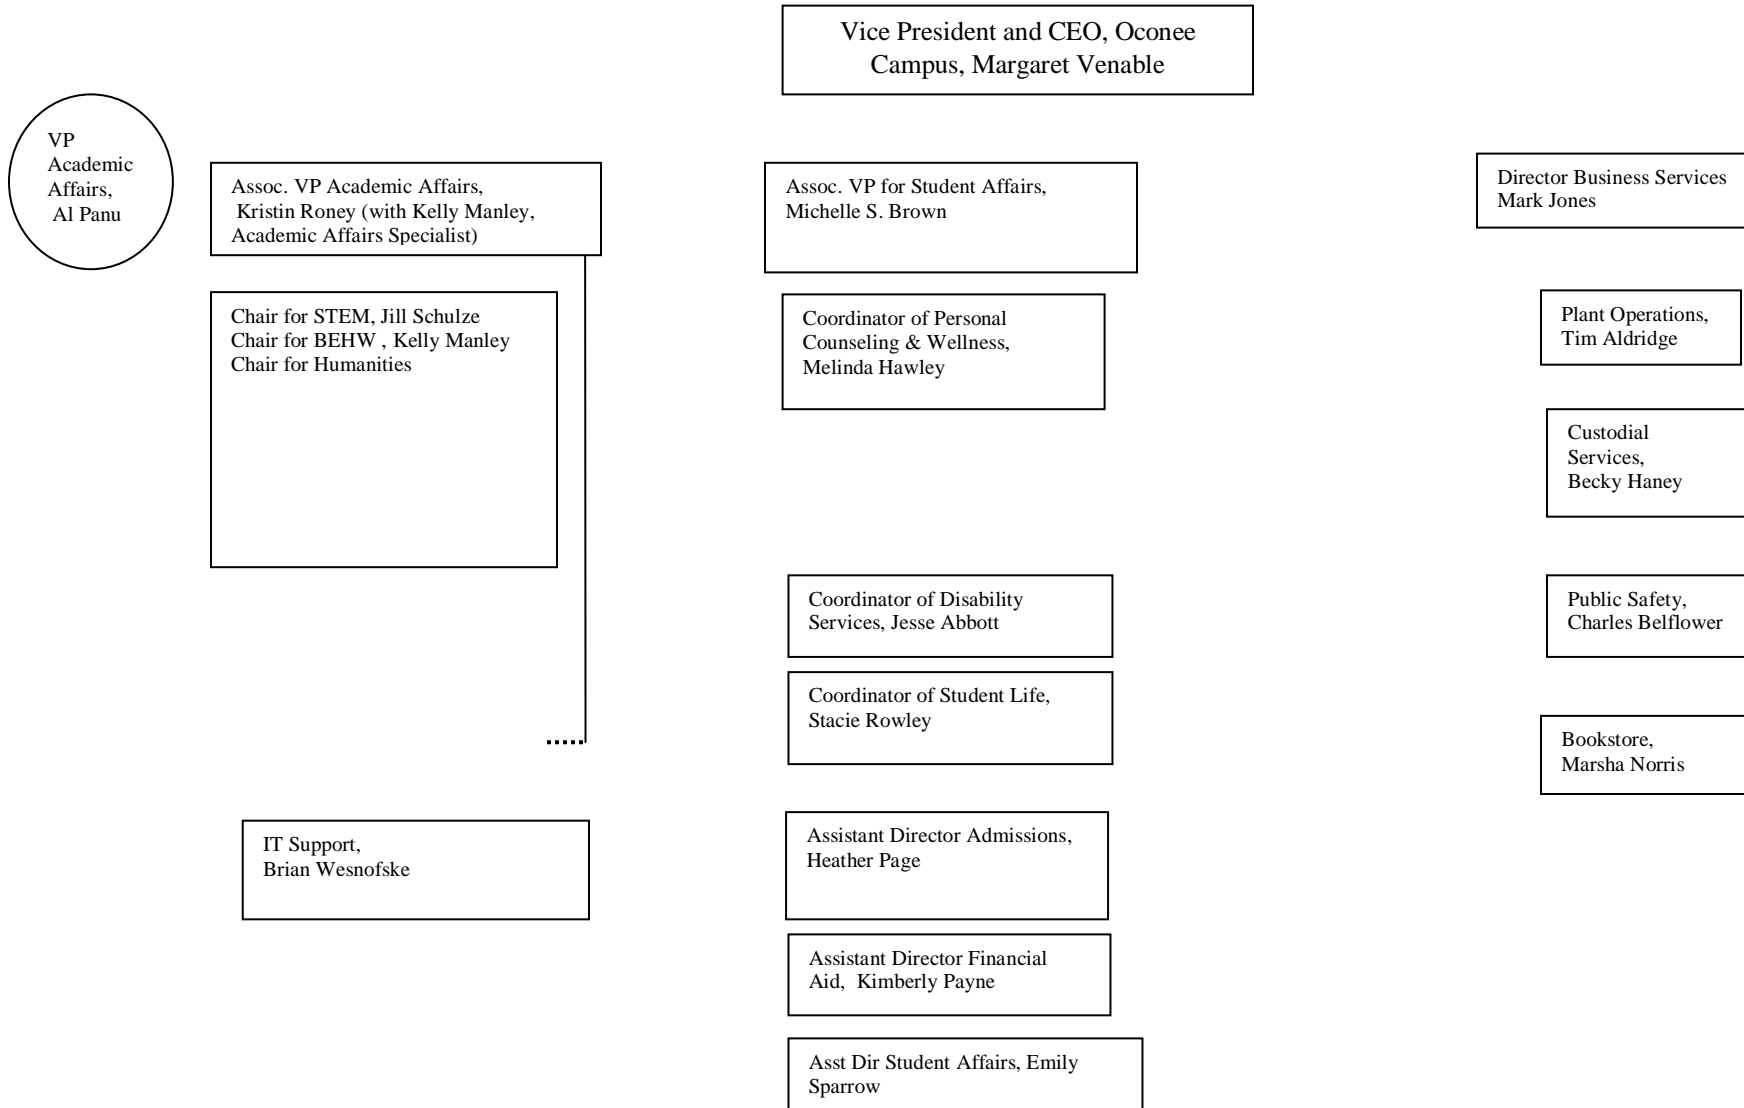 Vice President and CEO, Oconee
Campus, Margaret Venable
VP
Academic
Affairs,
Al Panu
Assoc. VP Academic Affairs,
Kristin Roney (with Kelly Manley,
Academic Affairs Specialist)
Chair for STEM, Jill Schulze
Chair for BEHW , Kelly Manley
Chair for Humanities
IT Support,
Brian Wesnofske
Assoc. VP for Student Affairs,
Michelle S. Brown
Coordinator of Personal
Counseling & Wellness,
Melinda Hawley
Coordinator of Disability
Services, Jesse Abbott
Coordinator of Student Life,
Stacie Rowley
Assistant Director Admissions,
Heather Page
Assistant Director Financial
Aid, Kimberly Payne
Asst Dir Student Affairs, Emily
Sparrow
Director Business Services
Mark Jones
Plant Operations,
Tim Aldridge
Custodial
Services,
Becky Haney
Public Safety,
Charles Belflower
Bookstore,
Marsha Norris